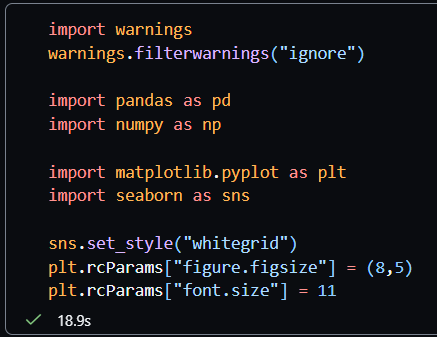 import warnings
warnings.filterwarnings("ignore")
import pandas as pd
import numpy as np
import matplotlib.pyplot as plt
import seaborn as sns
sns.set_style("whitegrid")
plt.rcParams["figure.figsize"] = (8,5)
plt.rcParams["font.size"] = 11
18.9s